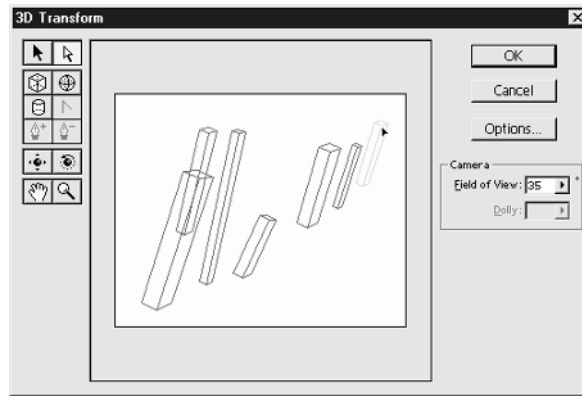 3D Transform
OK
Cancel
Options...
Camera
Field of View: 35 °
Dolly: